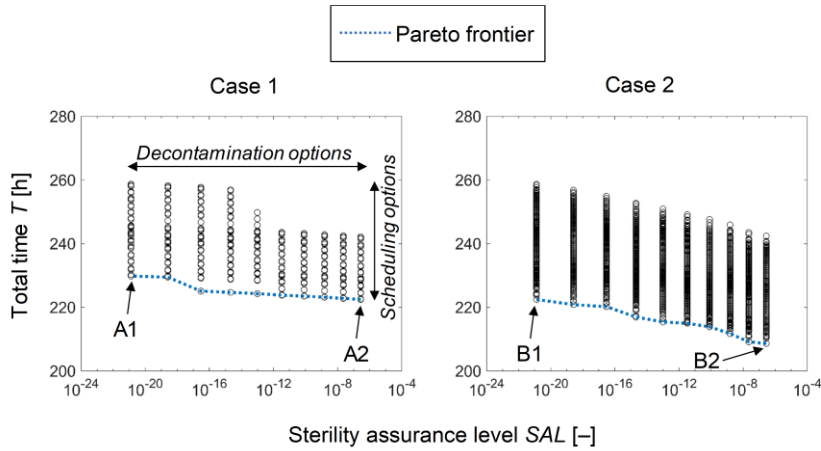 Pareto frontier
Case 1
Case 2
Total time T [h]
280
260
240
220
200
Decontamination options
Scheduling options
A1
A2
10⁻²⁴
10⁻²⁰
10⁻¹⁶
10⁻¹²
10⁻⁸
10⁻⁴
280
260
240
220
200
B1
B2
10⁻²⁴
10⁻²⁰
10⁻¹⁶
10⁻¹²
10⁻⁸
10⁻⁴
Sterility assurance level SAL [–]